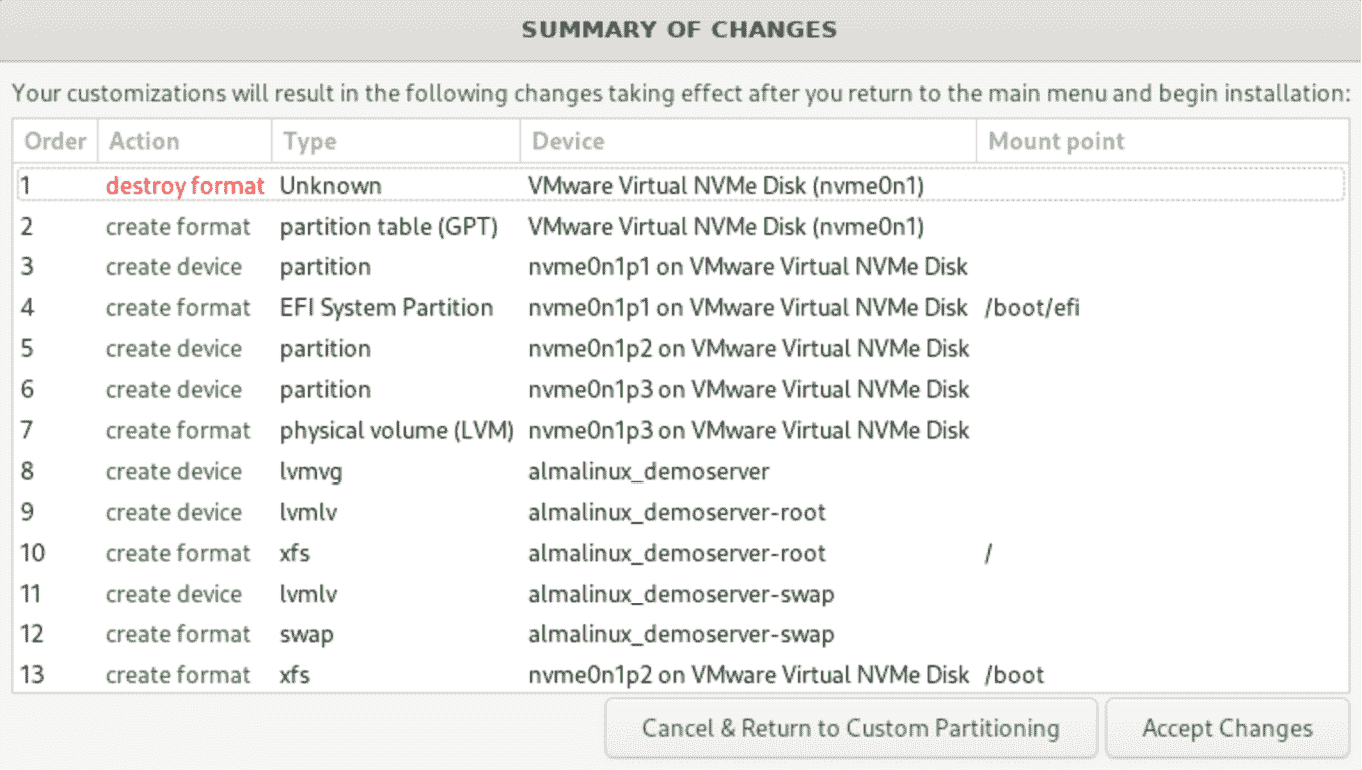 SUMMARY OF CHANGES
Your customizations will result in the following changes taking effect after you return to the main menu and begin installation:
Order Action Type Device Mount point
1 destroy format Unknown VMware Virtual NVMe Disk (nvme0n1)
2 create format partition table (GPT) VMware Virtual NVMe Disk (nvme0n1)
3 create device partition nvme0n1p1 on VMware Virtual NVMe Disk
4 create format EFI System Partition nvme0n1p1 on VMware Virtual NVMe Disk /boot/efi
5 create device partition nvme0n1p2 on VMware Virtual NVMe Disk
6 create device partition nvme0n1p3 on VMware Virtual NVMe Disk
7 create format physical volume (LVM) nvme0n1p3 on VMware Virtual NVMe Disk
8 create device lvmvg almalinux_demoserver
9 create device lvmlv almalinux_demoserver-root
10 create format xfs almalinux_demoserver-root /
11 create device lvmlv almalinux_demoserver-swap
12 create format swap almalinux_demoserver-swap
13 create format xfs nvme0n1p2 on VMware Virtual NVMe Disk /boot
Cancel & Return to Custom Partitioning Accept Changes